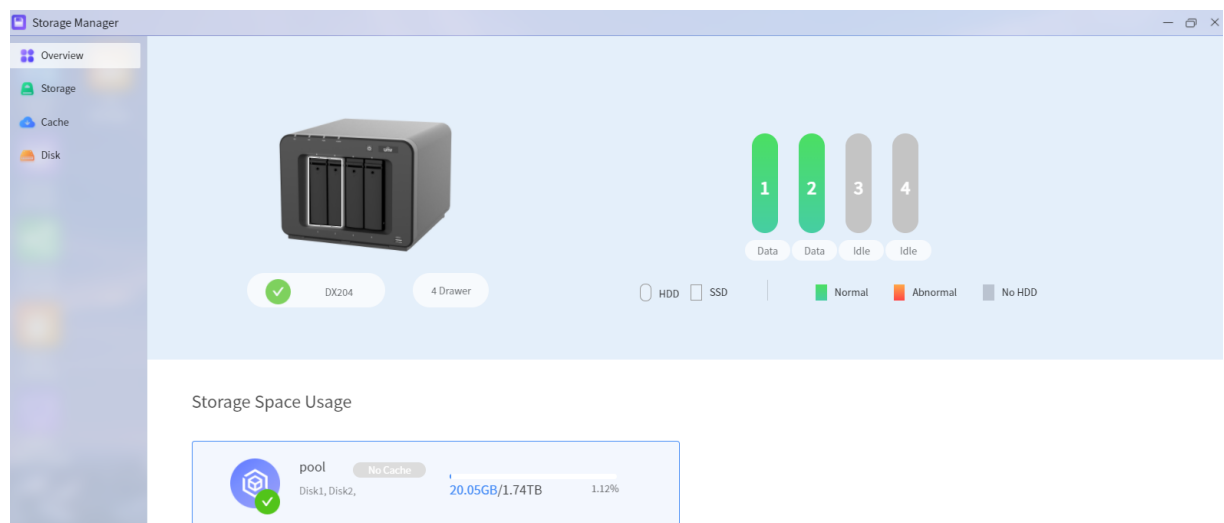 Storage Manager
Overview
Storage
Cache
Disk
1 2 3 4
Data Data Idle Idle
DX204 4 Drawer
HDD SSD Normal Abnormal No HDD
Storage Space Usage
pool No Cache
Disk1, Disk2, 20.05GB/1.74TB 1.12%